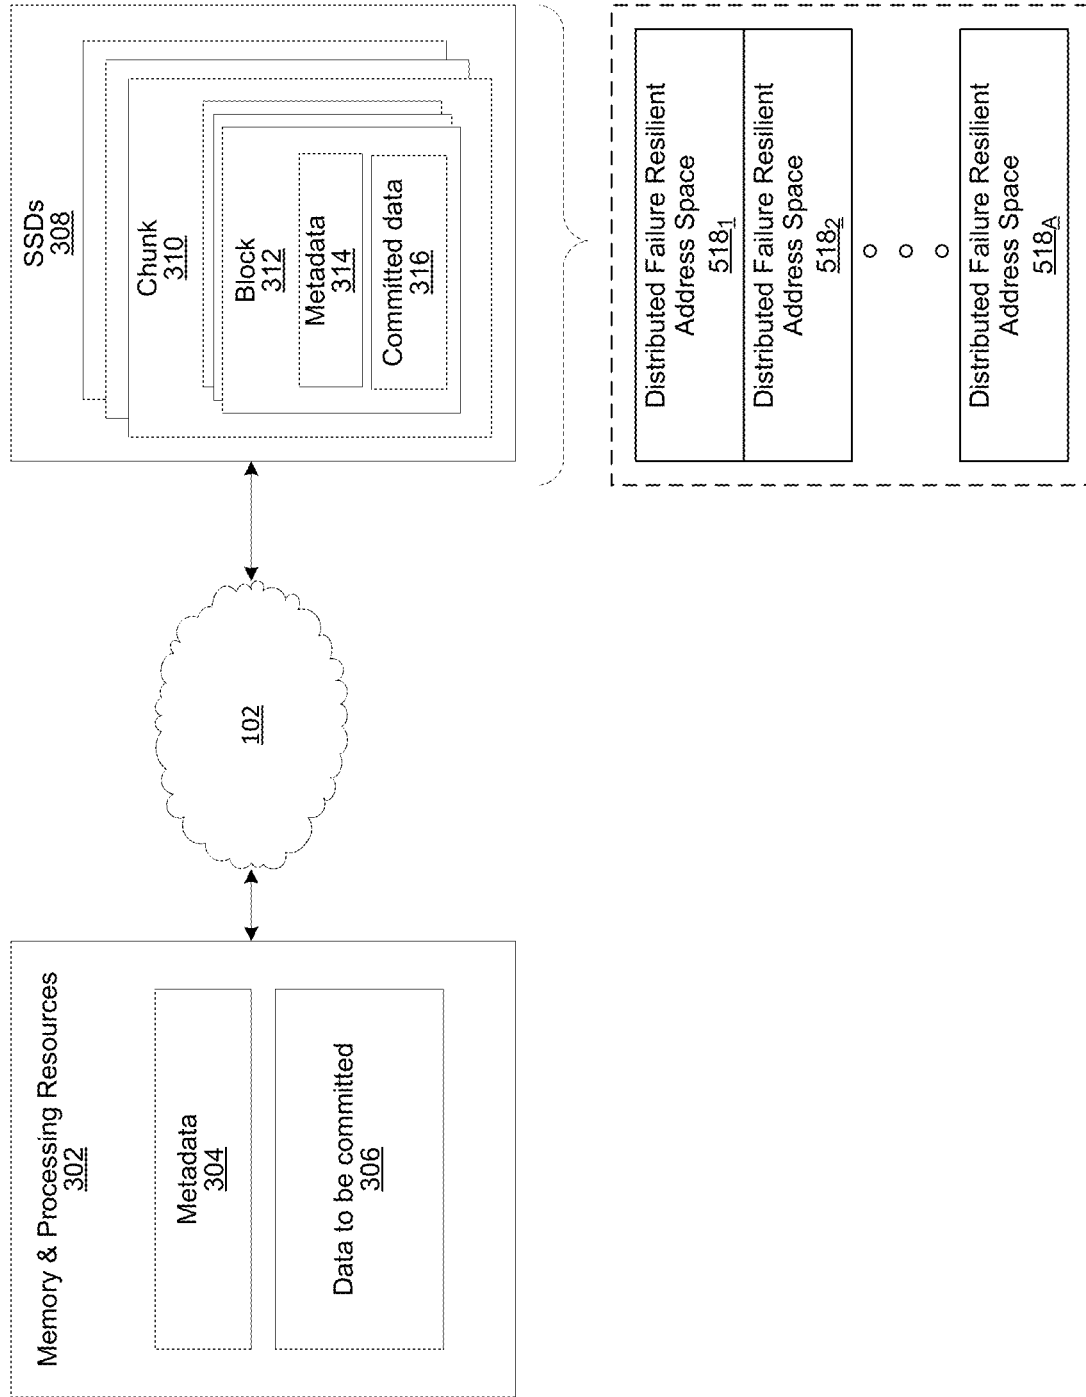 Memory & Processing Resources
302
Metadata
304
Data to be committed
306
102
SSDs
308
Chunk
310
Block
312
Metadata
314
Committed data
316
Distributed Failure Resilient
Address Space
518₁
Distributed Failure Resilient
Address Space
518₂
Distributed Failure Resilient
Address Space
518A